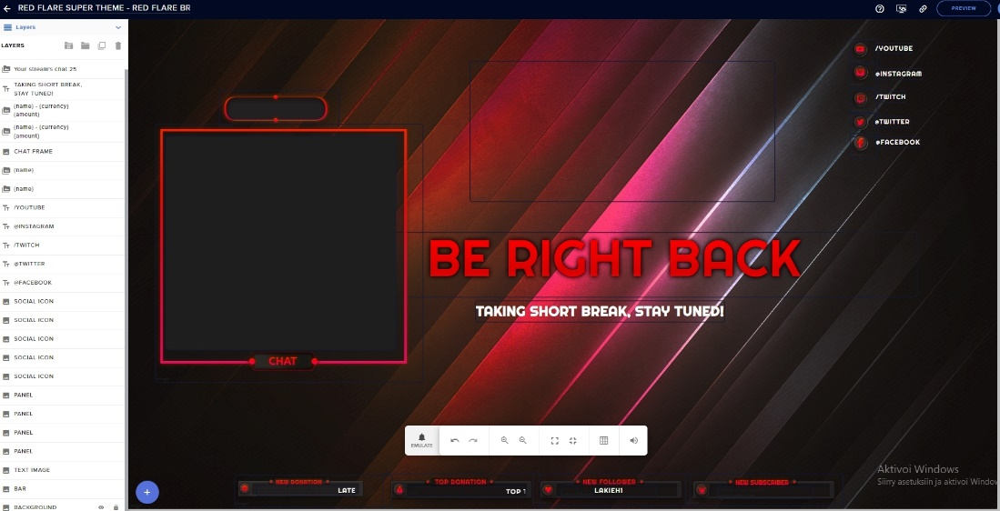 RED FLARE SUPER THEME - RED FLARE BR
PREVIEW
Layers
LAYERS
Your stream's chat 25
TAKING SHORT BREAK,
STAY TUNED!
{name} - {currency}
{amount}
{name} - {currency}
{amount}
CHAT FRAME
{name}
{name}
/YOUTUBE
@INSTAGRAM
/TWITCH
@TWITTER
@FACEBOOK
SOCIAL ICON
SOCIAL ICON
SOCIAL ICON
SOCIAL ICON
SOCIAL ICON
PANEL
PANEL
PANEL
PANEL
TEXT IMAGE
BAR
BACKGROUND
/YOUTUBE
@INSTAGRAM
/TWITCH
@TWITTER
@FACEBOOK
BE RIGHT BACK
TAKING SHORT BREAK, STAY TUNED!
CHAT
EMULATE
NEW DONATION
LATE
TOP DONATION
TOP 1
NEW FOLLOWER
LAKIEH1
NEW SUBSCRIBER
Aktivoi Windows
Siirry asetuksiin ja aktivoi Window